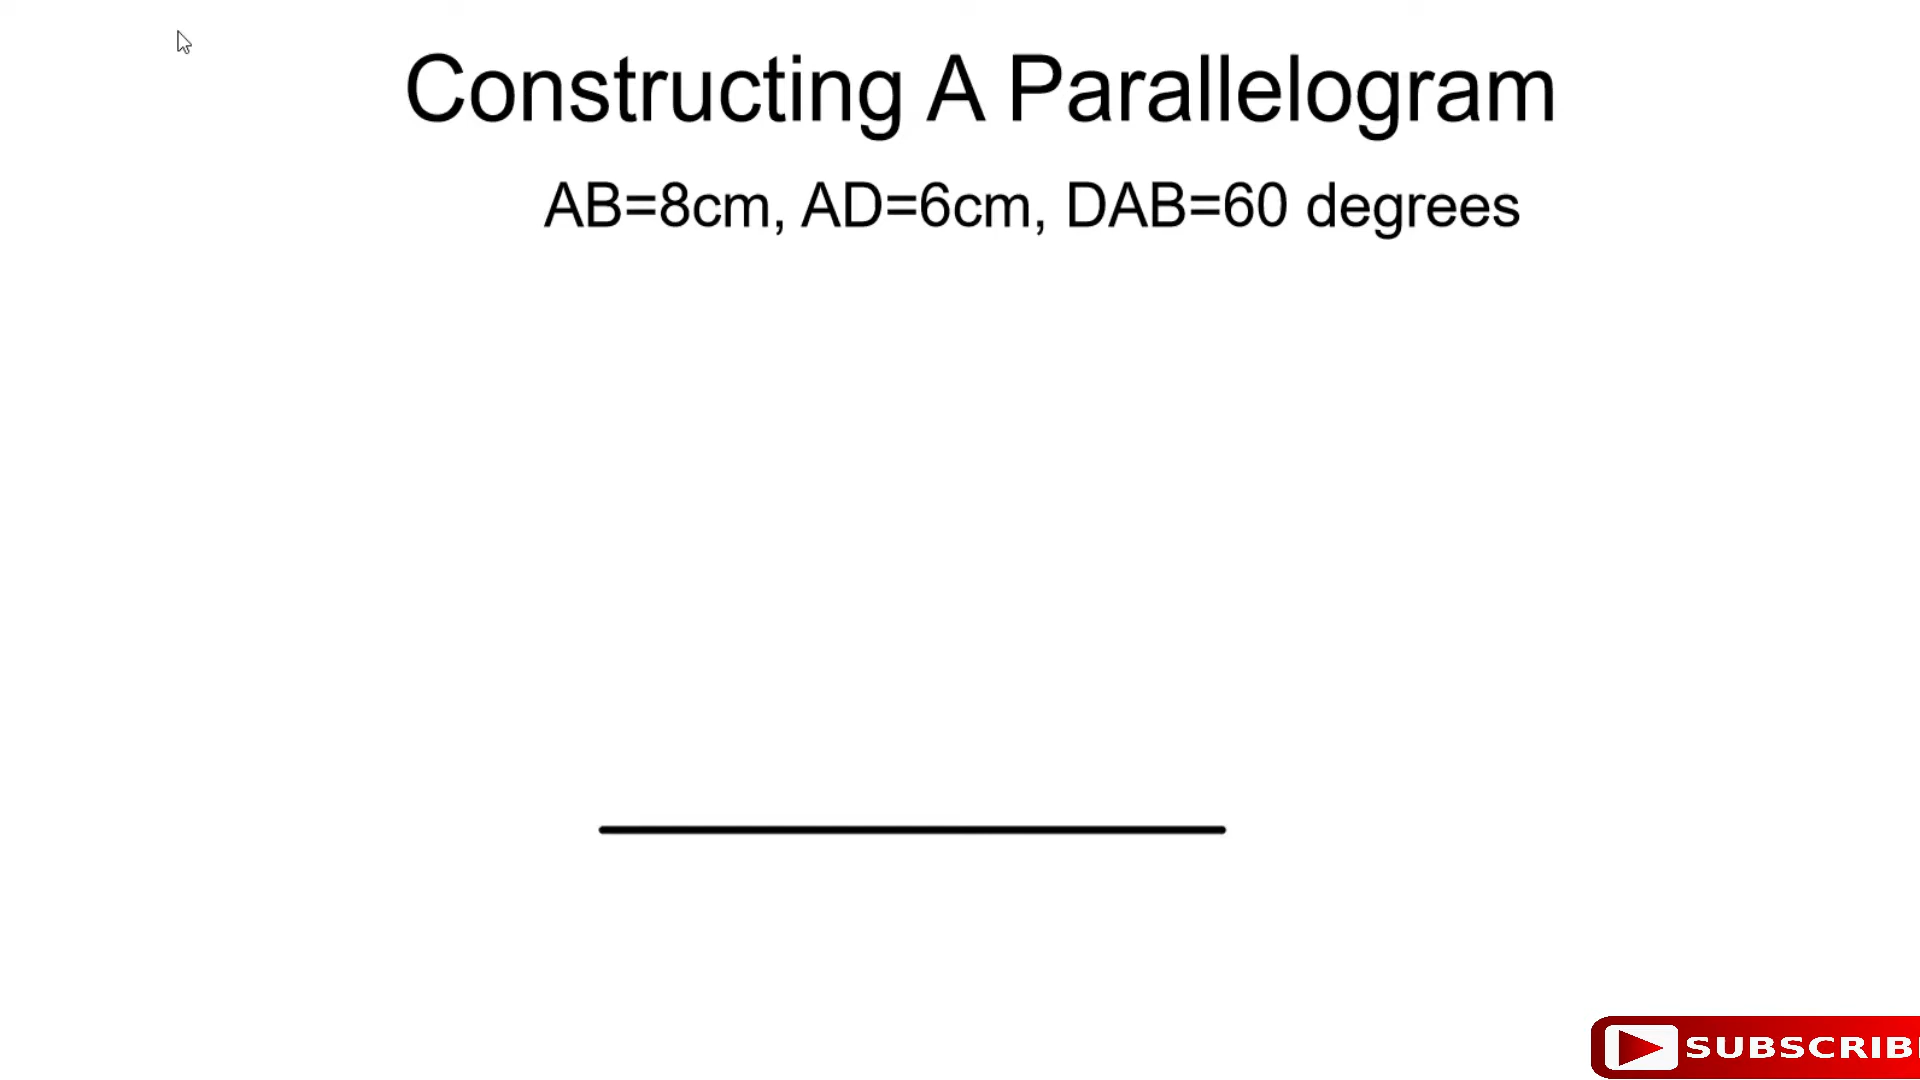 Constructing A Parallelogram
AB=8cm, AD=6cm, DAB=60 degrees
SUBSCRIB